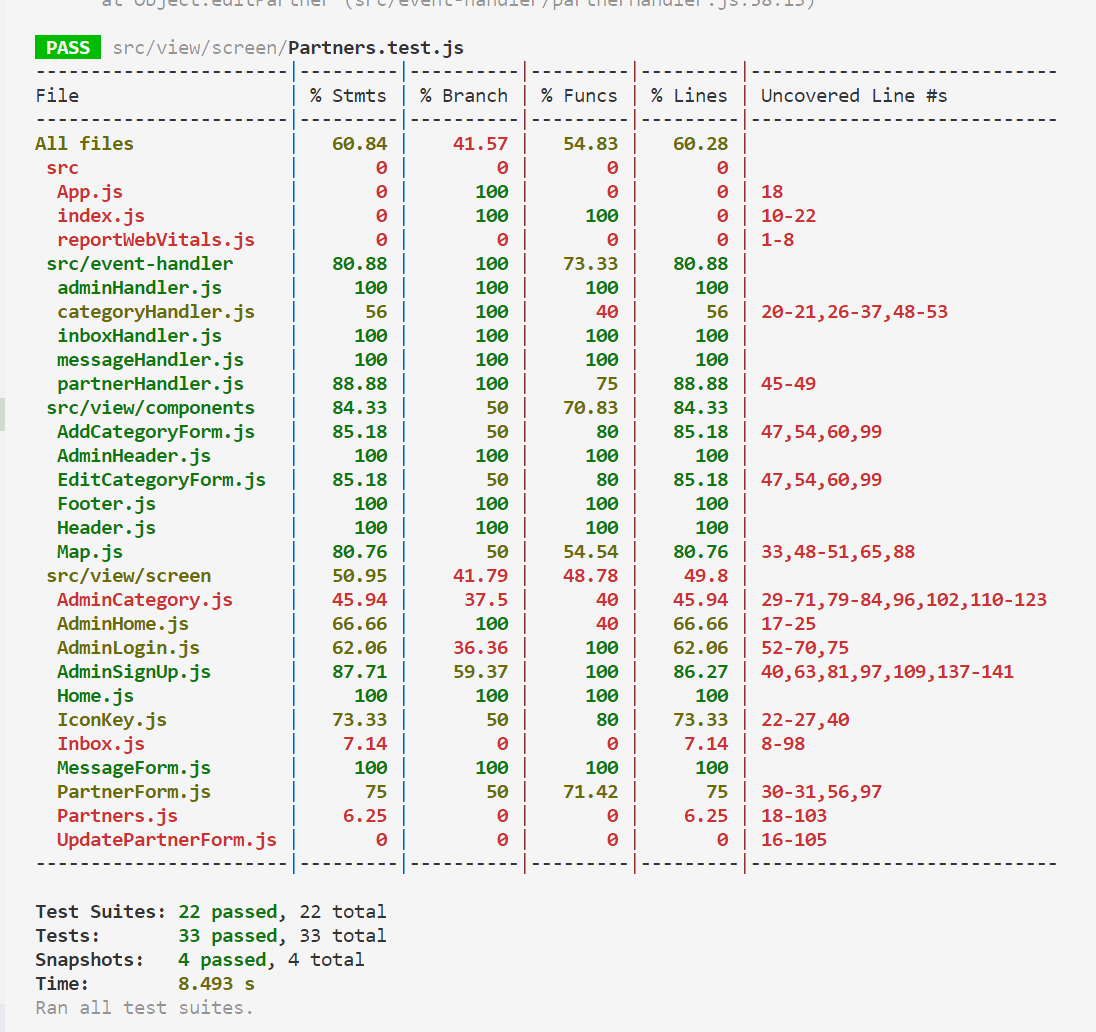 at Object.editPartner (src/event-handler/partnerHandler.js:38:13)
PASS src/view/screen/Partners.test.js
-----------------------|---------|----------|---------|---------|----------------------------
File                   | % Stmts | % Branch | % Funcs | % Lines | Uncovered Line #s
-----------------------|---------|----------|---------|---------|----------------------------
All files              |   60.84 |    41.57 |   54.83 |   60.28 |
 src                   |       0 |        0 |       0 |       0 |
  App.js               |       0 |      100 |       0 |       0 | 18
  index.js             |       0 |      100 |     100 |       0 | 10-22
  reportWebVitals.js   |       0 |        0 |       0 |       0 | 1-8
 src/event-handler     |   80.88 |      100 |   73.33 |   80.88 |
  adminHandler.js      |     100 |      100 |     100 |     100 |
  categoryHandler.js   |      56 |      100 |      40 |      56 | 20-21,26-37,48-53
  inboxHandler.js      |     100 |      100 |     100 |     100 |
  messageHandler.js    |     100 |      100 |     100 |     100 |
  partnerHandler.js    |   88.88 |      100 |      75 |   88.88 | 45-49
 src/view/components   |   84.33 |       50 |   70.83 |   84.33 |
  AddCategoryForm.js   |   85.18 |       50 |      80 |   85.18 | 47,54,60,99
  AdminHeader.js       |     100 |      100 |     100 |     100 |
  EditCategoryForm.js  |   85.18 |       50 |      80 |   85.18 | 47,54,60,99
  Footer.js            |     100 |      100 |     100 |     100 |
  Header.js            |     100 |      100 |     100 |     100 |
  Map.js               |   80.76 |       50 |   54.54 |   80.76 | 33,48-51,65,88
 src/view/screen       |   50.95 |    41.79 |   48.78 |    49.8 |
  AdminCategory.js     |   45.94 |     37.5 |      40 |   45.94 | 29-71,79-84,96,102,110-123
  AdminHome.js         |   66.66 |      100 |      40 |   66.66 | 17-25
  AdminLogin.js        |   62.06 |    36.36 |     100 |   62.06 | 52-70,75
  AdminSignUp.js       |   87.71 |    59.37 |     100 |   86.27 | 40,63,81,97,109,137-141
  Home.js              |     100 |      100 |     100 |     100 |
  IconKey.js           |   73.33 |       50 |      80 |   73.33 | 22-27,40
  Inbox.js             |    7.14 |        0 |       0 |    7.14 | 8-98
  MessageForm.js       |     100 |      100 |     100 |     100 |
  PartnerForm.js       |      75 |       50 |   71.42 |      75 | 30-31,56,97
  Partners.js          |    6.25 |        0 |       0 |    6.25 | 18-103
  UpdatePartnerForm.js |       0 |        0 |       0 |       0 | 16-105
-----------------------|---------|----------|---------|---------|----------------------------
Test Suites: 22 passed, 22 total
Tests:       33 passed, 33 total
Snapshots:   4 passed, 4 total
Time:        8.493 s
Ran all test suites.